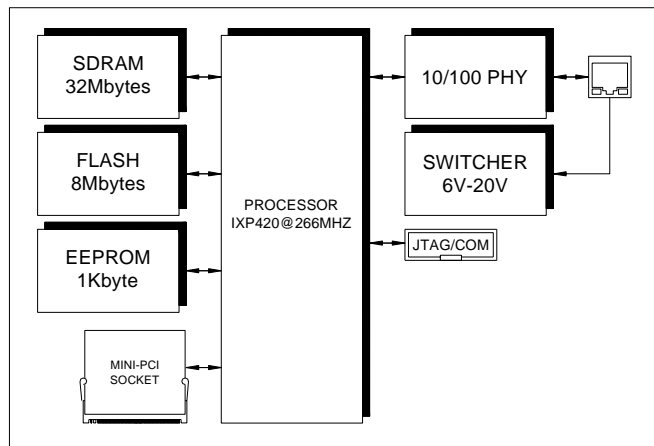 SDRAM
32Mbytes
FLASH
8Mbytes
EEPROM
1Kbyte
MINI-PCI
SOCKET
PROCESSOR
IXP420@266MHZ
10/100 PHY
SWITCHER
6V-20V
JTAG/COM